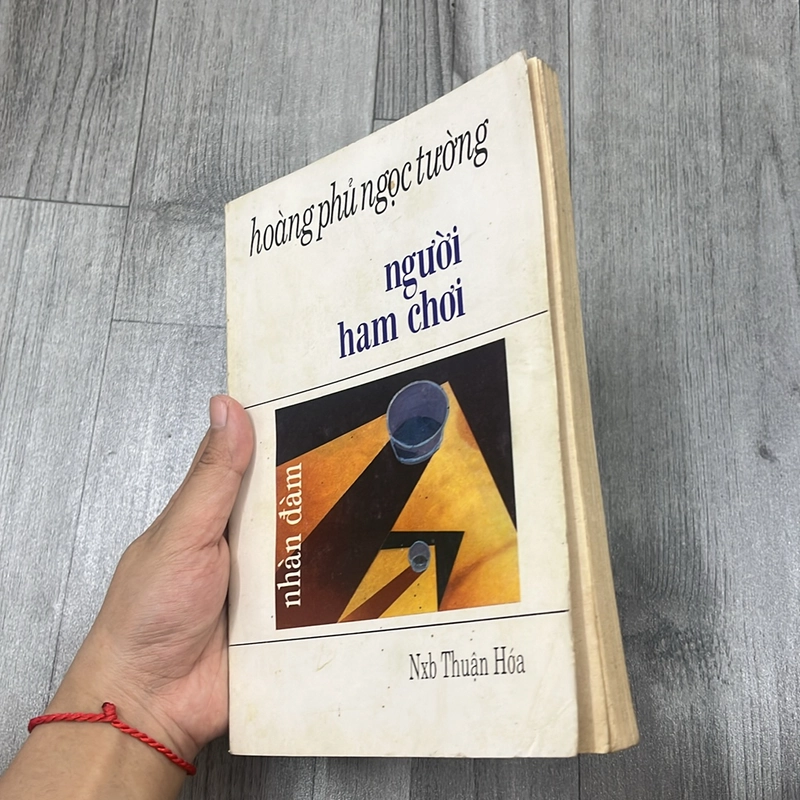 hoàng phủ ngọc tường
người
ham chơi
nhàn đàm
Nxb Thuận Hóa